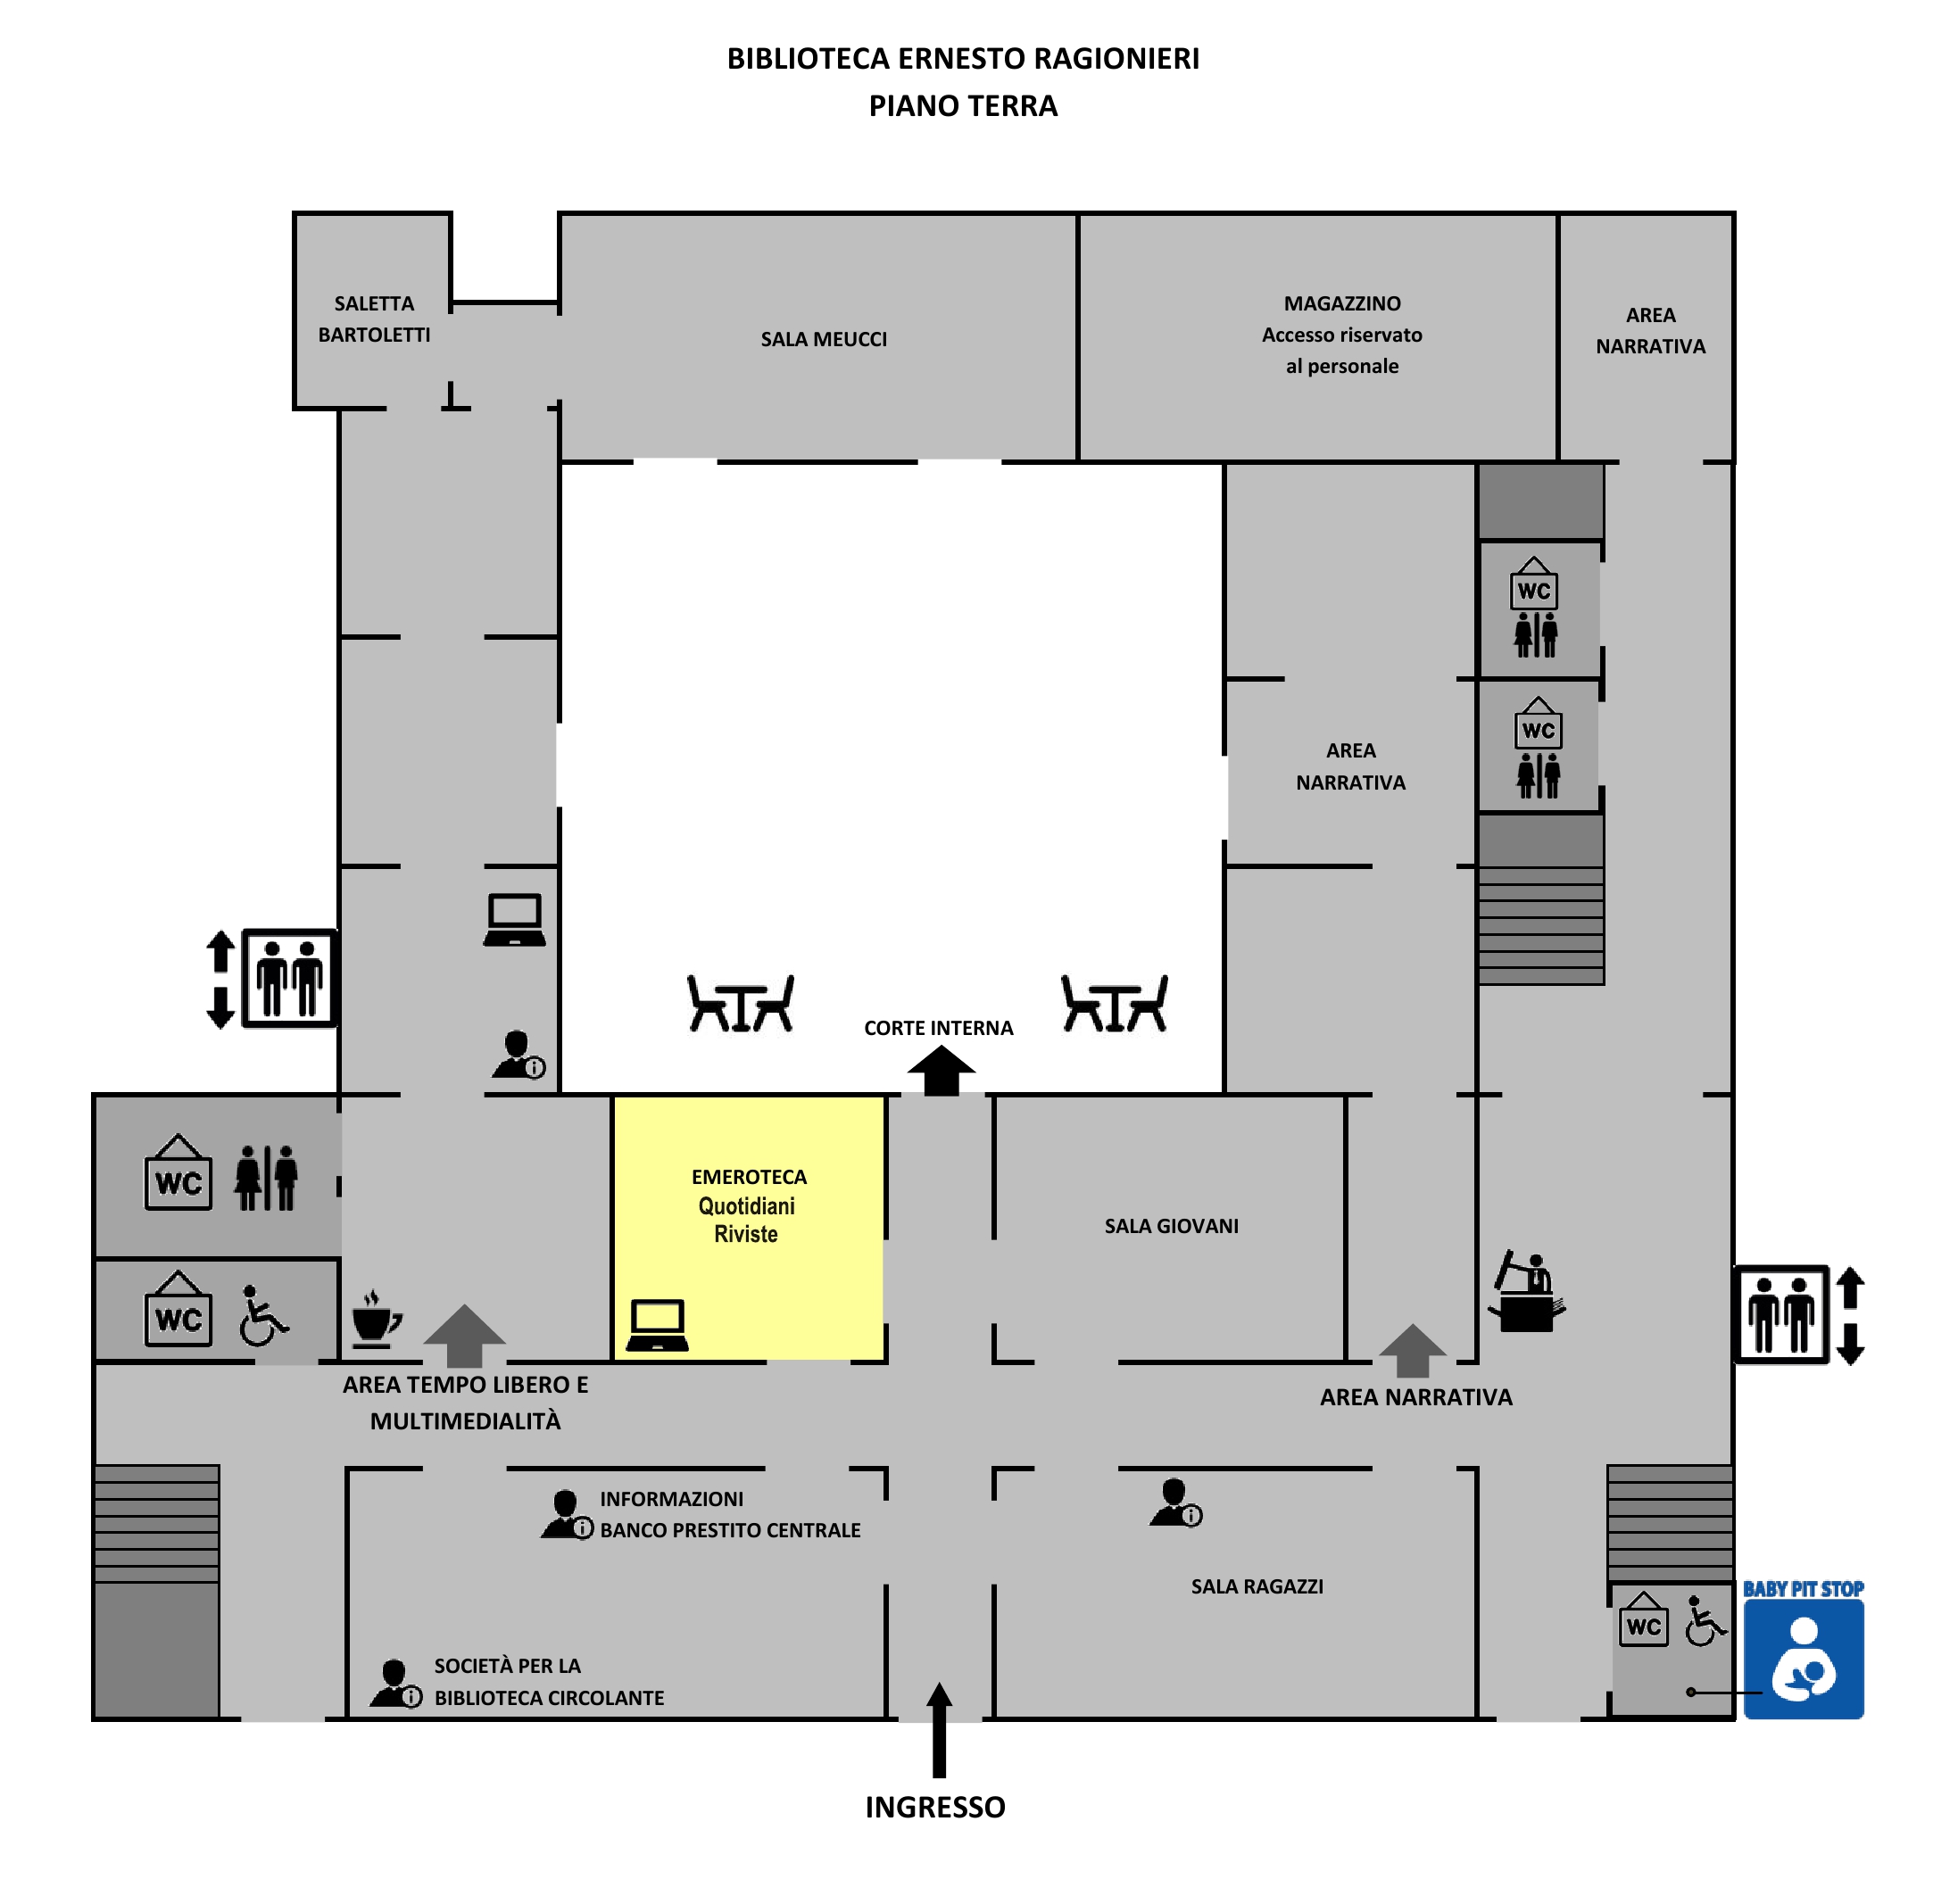 BIBLIOTECA ERNESTO RAGIONIERI
PIANO TERRA
SALETTA
BARTOLETTI
SALA MEUCCI
MAGAZZINO
Accesso riservato
al personale
AREA
NARRATIVA
WC
WC
AREA
NARRATIVA
CORTE INTERNA
WC
EMEROTECA
Quotidiani
Riviste
SALA GIOVANI
WC
AREA TEMPO LIBERO E
MULTIMEDIALITÀ
AREA NARRATIVA
INFORMAZIONI
BANCO PRESTITO CENTRALE
SALA RAGAZZI
BABY PIT STOP
WC
SOCIETÀ PER LA
BIBLIOTECA CIRCOLANTE
INGRESSO